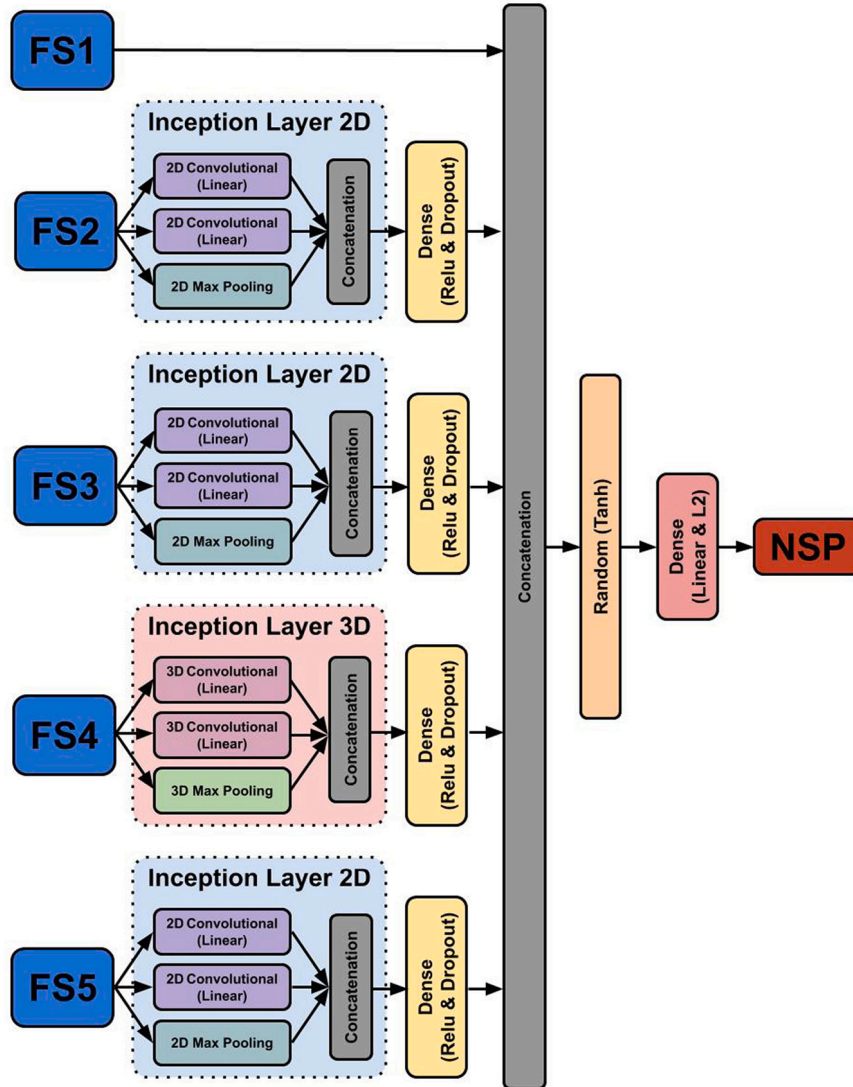 FS1
Inception Layer 2D
FS2
2D Convolutional
(Linear)
2D Convolutional
(Linear)
2D Max Pooling
Concatenation
Dense
(Relu & Dropout)
Inception Layer 2D
FS3
2D Convolutional
(Linear)
2D Convolutional
(Linear)
2D Max Pooling
Concatenation
Dense
(Relu & Dropout)
Inception Layer 3D
FS4
3D Convolutional
(Linear)
3D Convolutional
(Linear)
3D Max Pooling
Concatenation
Dense
(Relu & Dropout)
Inception Layer 2D
FS5
2D Convolutional
(Linear)
2D Convolutional
(Linear)
2D Max Pooling
Concatenation
Dense
(Relu & Dropout)
Concatenation
Random (Tanh)
Dense
(Linear & L2)
NSP